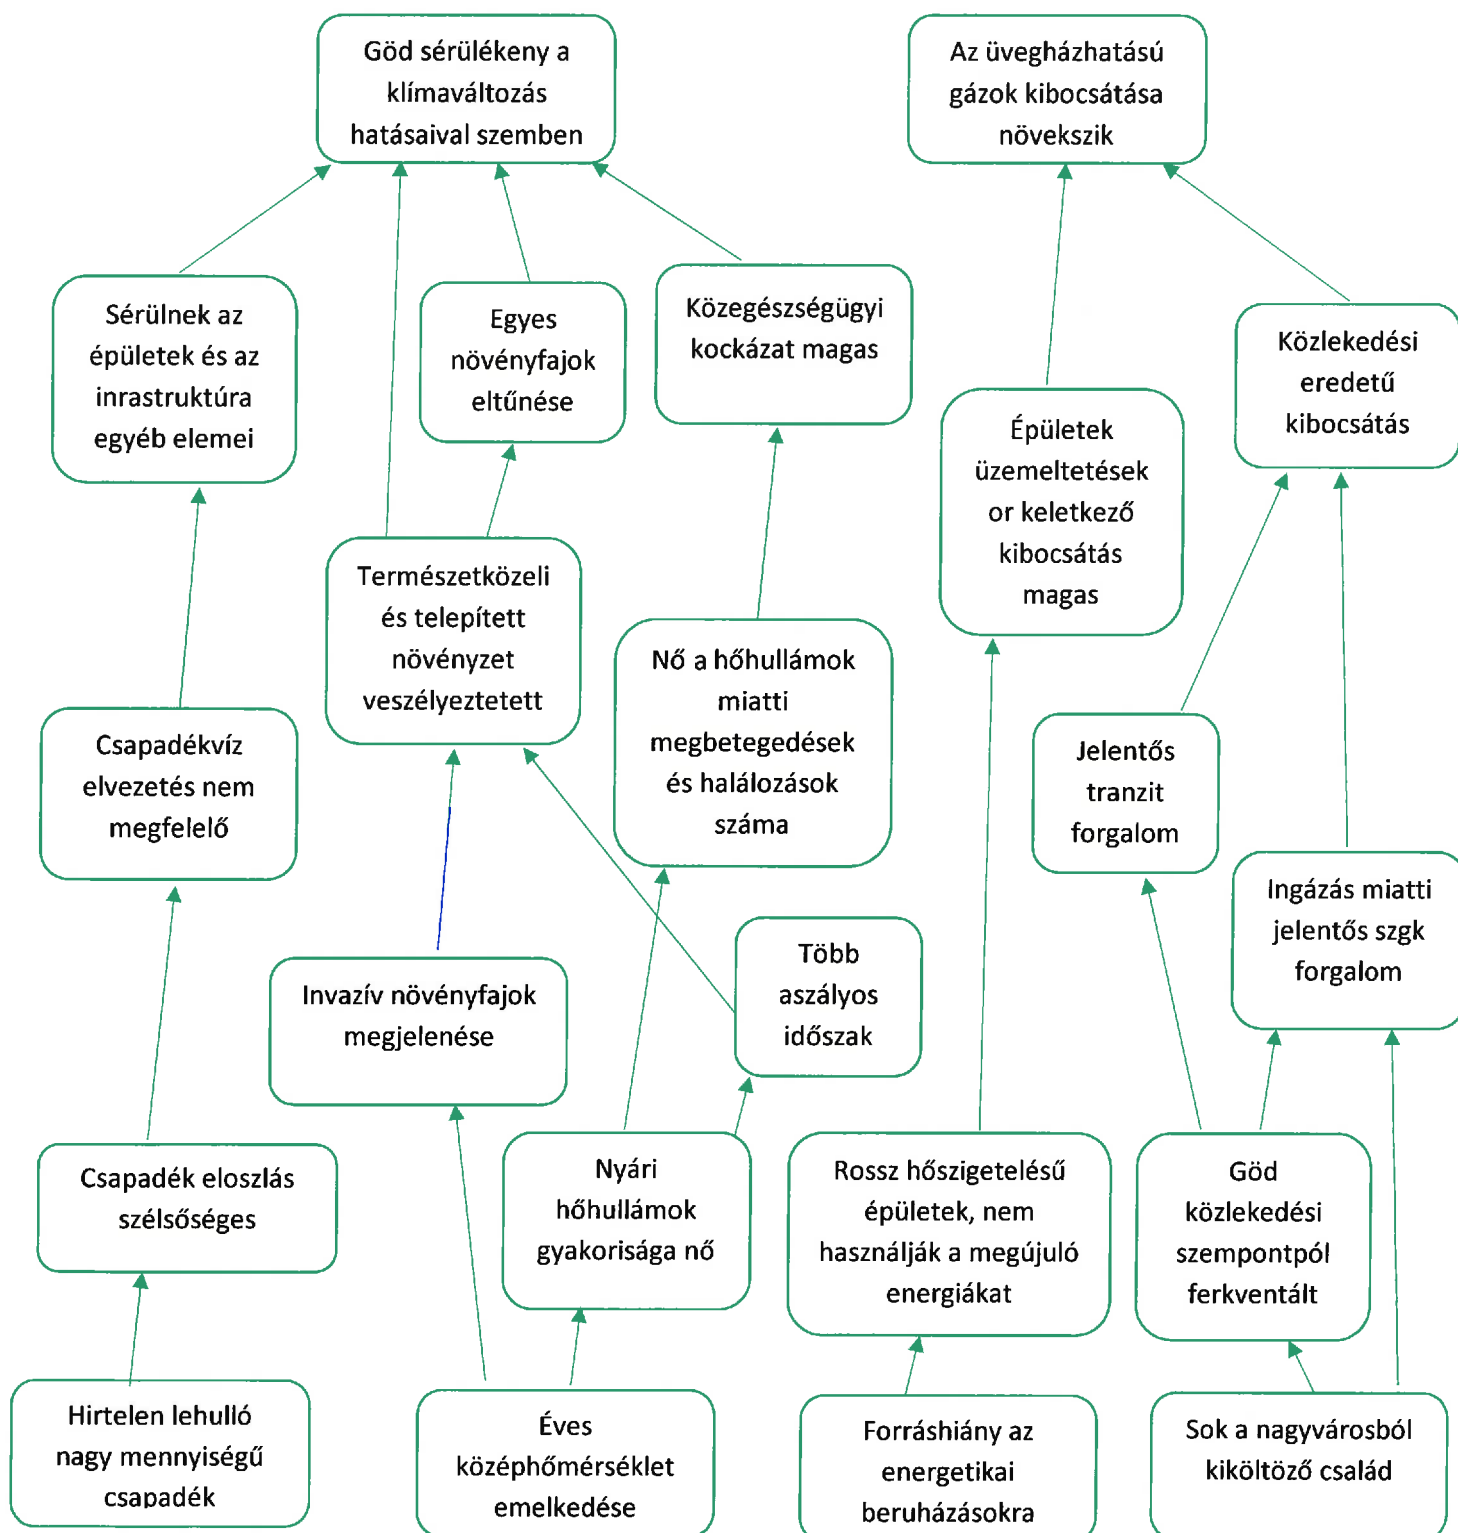 Göd sérülékeny a
klímaváltozás
hatásaival szemben
Az üvegházhatású
gázok kibocsátása
növekszik
Sérülnek az
épületek és az
inrastruktúra
egyéb elemei
Egyes
növényfajok
eltűnése
Közegészségügyi
kockázat magas
Közlekedési
eredetű
kibocsátás
Épületek
üzemeltetések
or keletkező
kibocsátás
magas
Természetközeli
és telepített
növényzet
veszélyeztetett
Nő a hőhullámok
miatti
megbetegedések
és halálozások
száma
Csapadékvíz
elvezetés nem
megfelelő
Jelentős
tranzit
forgalom
Ingázás miatti
jelentős szgk
forgalom
Több
aszályos
időszak
Invazív növényfajok
megjelenése
Csapadék eloszlás
szélsőséges
Nyári
hőhullámok
gyakorisága nő
Rossz hőszigetelésű
épületek, nem
használják a megújuló
energiákat
Göd
közlekedési
szempontpól
ferkventált
Hirtelen lehulló
nagy mennyiségű
csapadék
Éves
középhőmérséklet
emelkedése
Forráshiány az
energetikai
beruházásokra
Sok a nagyvárosból
kiköltöző család